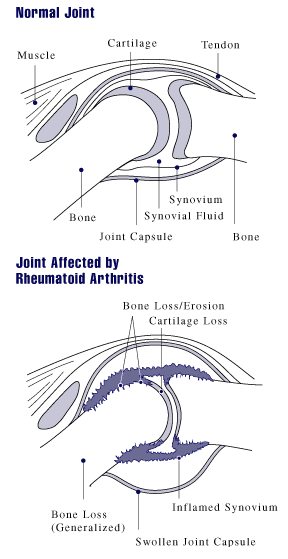 Normal Joint
Cartilage
Tendon
Muscle
Synovium
Synovial Fluid
Bone
Joint Capsule
Bone
Joint Affected by
Rheumatoid Arthritis
Bone Loss/Erosion
Cartilage Loss
Bone Loss
(Generalized)
Inflamed Synovium
Swollen Joint Capsule